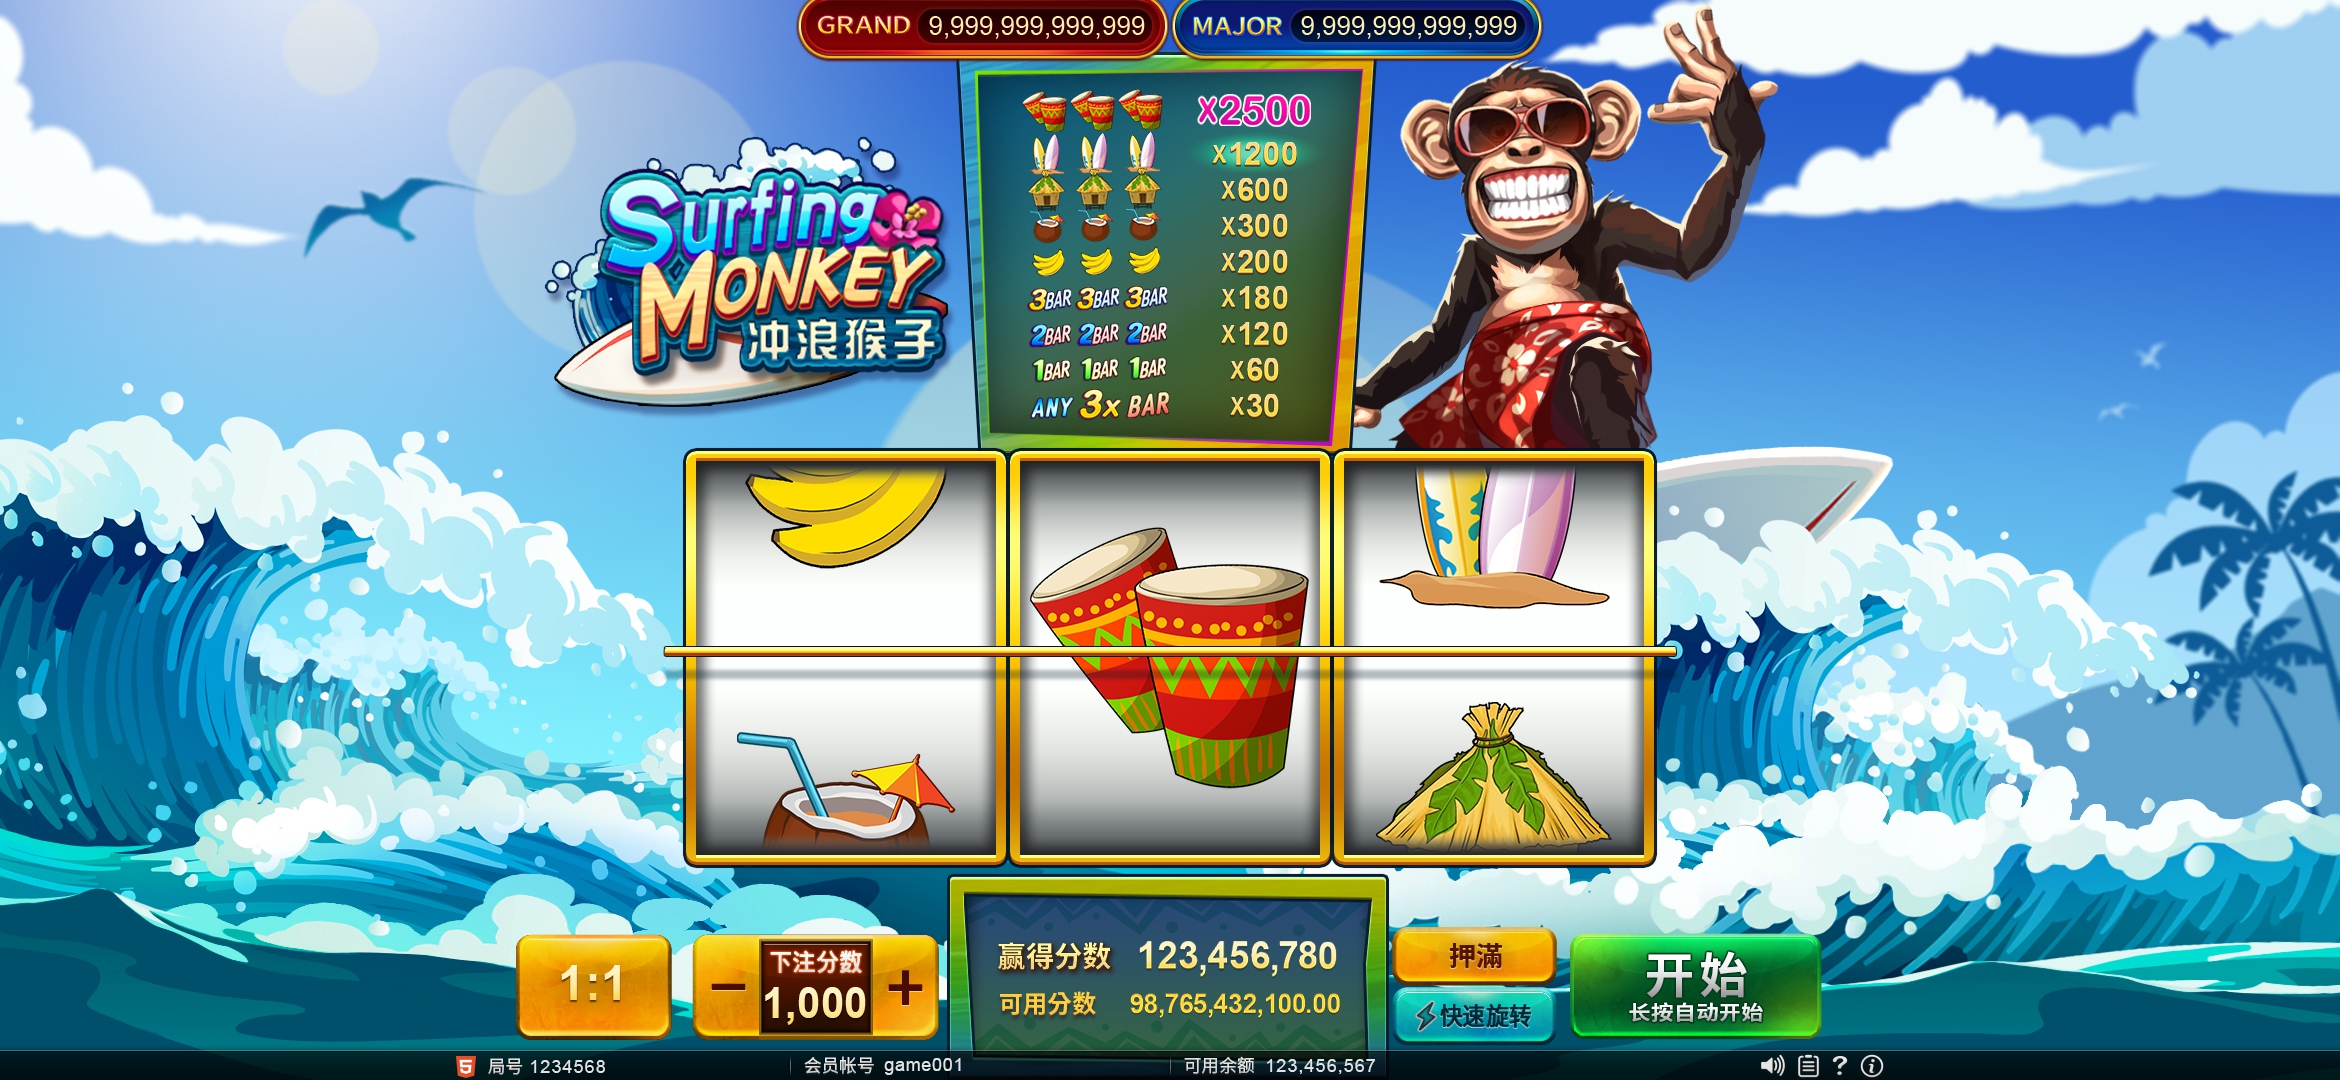 GRAND 9,999,999,999,999 MAJOR 9,999,999,999,999
Surfing
MONKEY
冲浪猴子
X2500
X1200
X600
X300
X200
3BAR 3BAR 3BAR X180
2BAR 2BAR 2BAR X120
1BAR 1BAR 1BAR X60
ANY 3X BAR X30
1:1
− 下注分数 +
1,000
赢得分数 123,456,780
可用分数 98,765,432,100.00
押滿
快速旋转
开始
长按自动开始
5 局号 1234568 会员帐号 game001 可用余额 123,456,567 ?